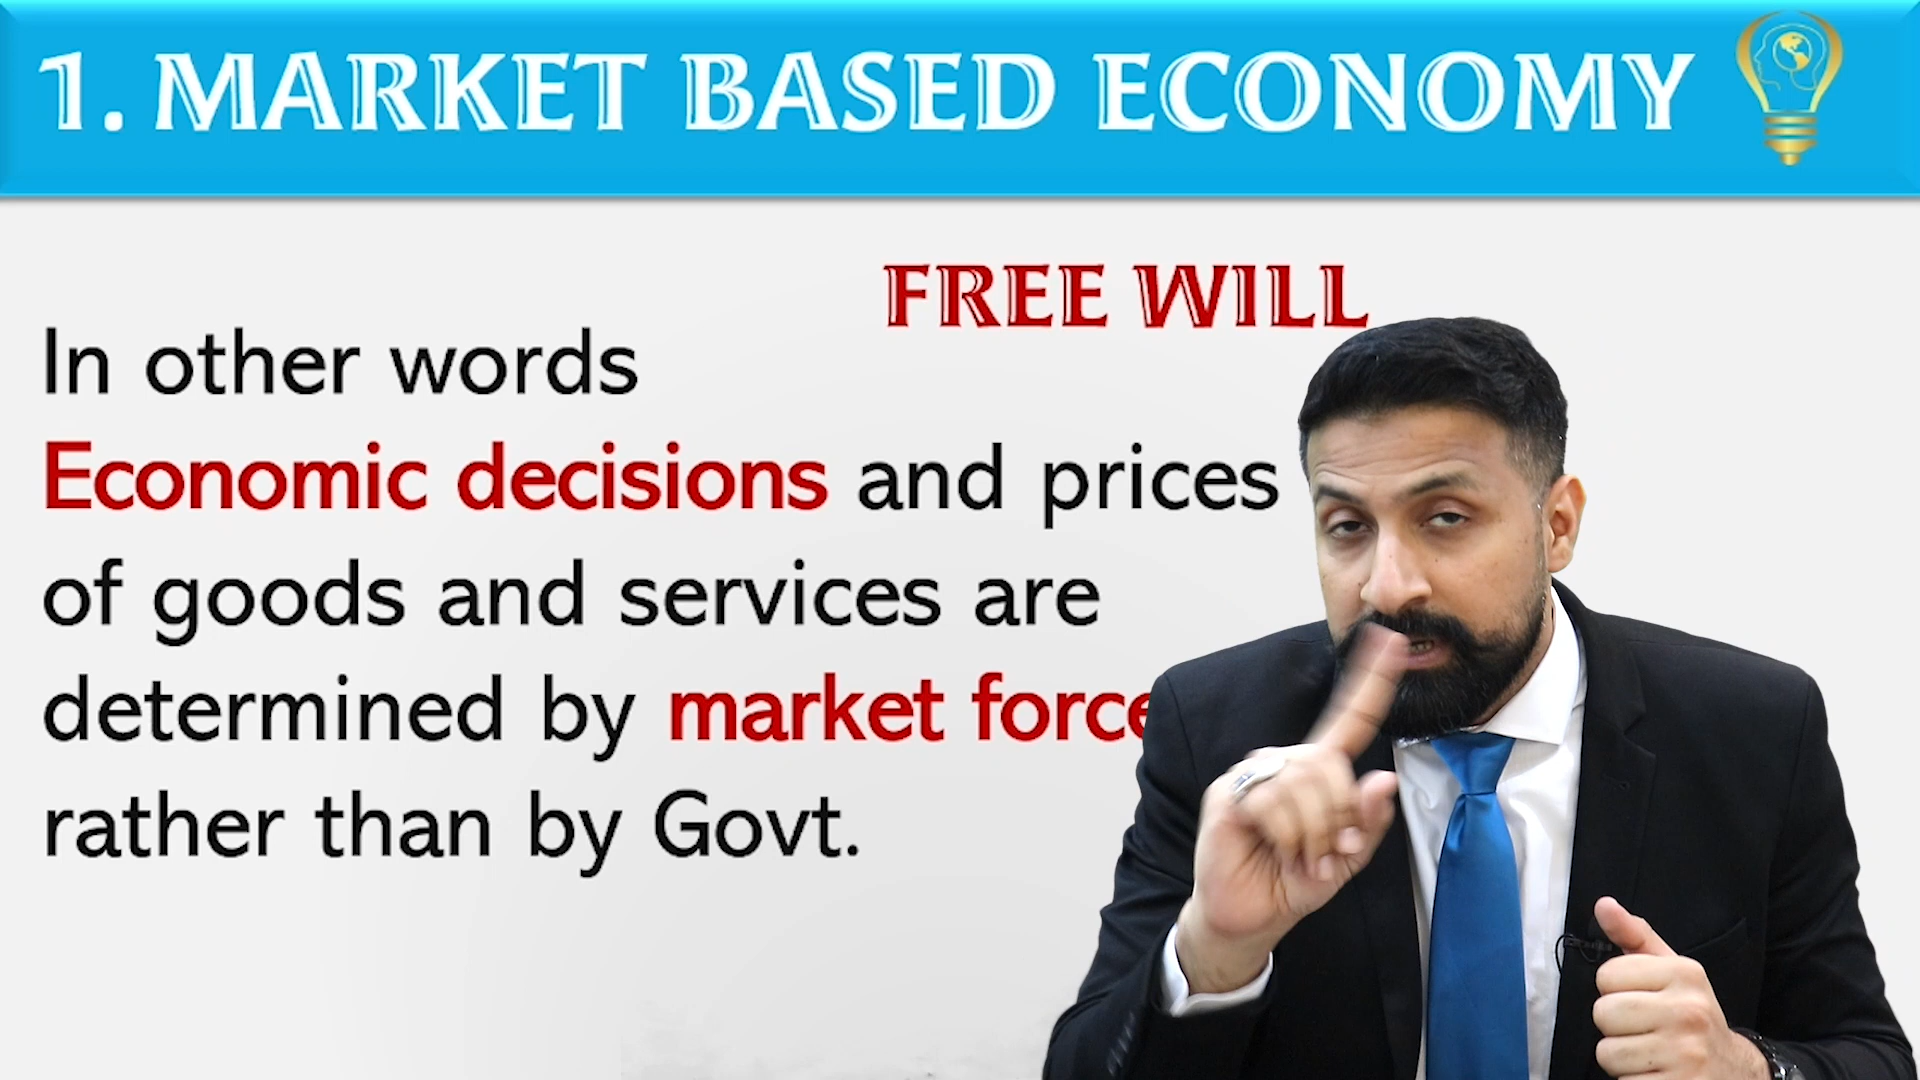 1. MARKET BASED ECONOMY
FREE WILL
In other words
Economic decisions and prices
of goods and services are
determined by market
rather than by Govt.